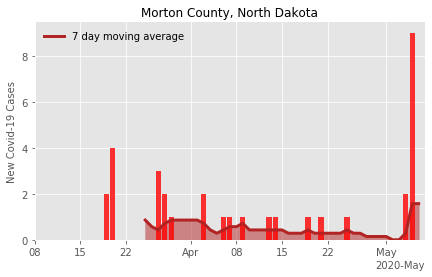 Morton County, North Dakota
7 day moving average
New Covid-19 Cases
8
6
4
2
0
08 15 22 Apr 08 15 22 May
2020-May